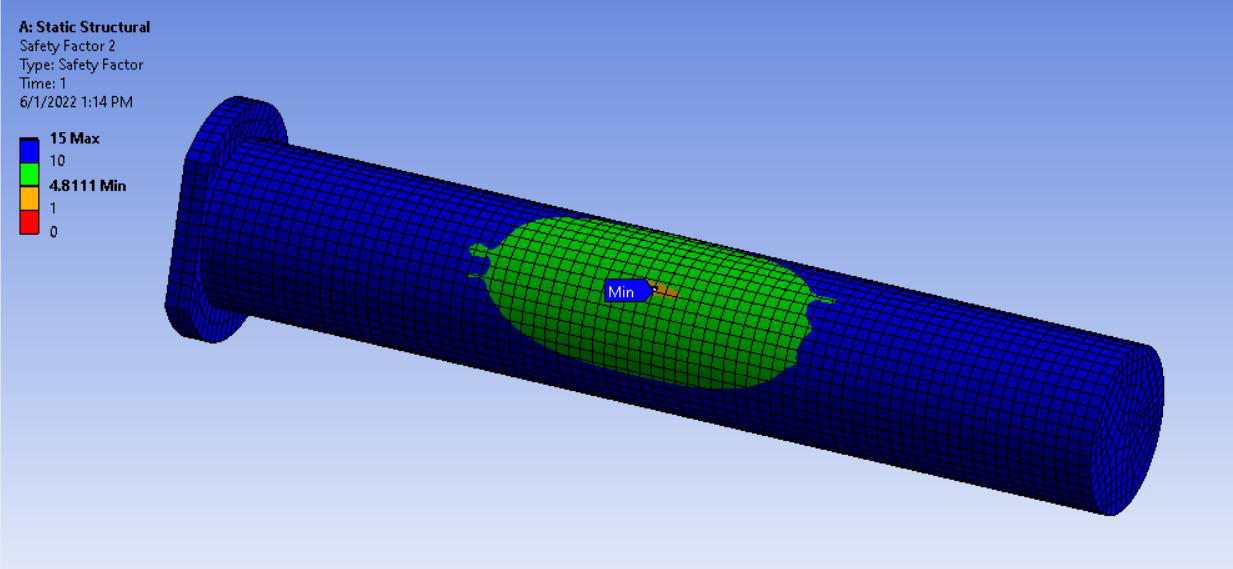 A: Static Structural
Safety Factor 2
Type: Safety Factor
Time: 1
6/1/2022 1:14 PM
15 Max
10
4.8111 Min
1
0
Min